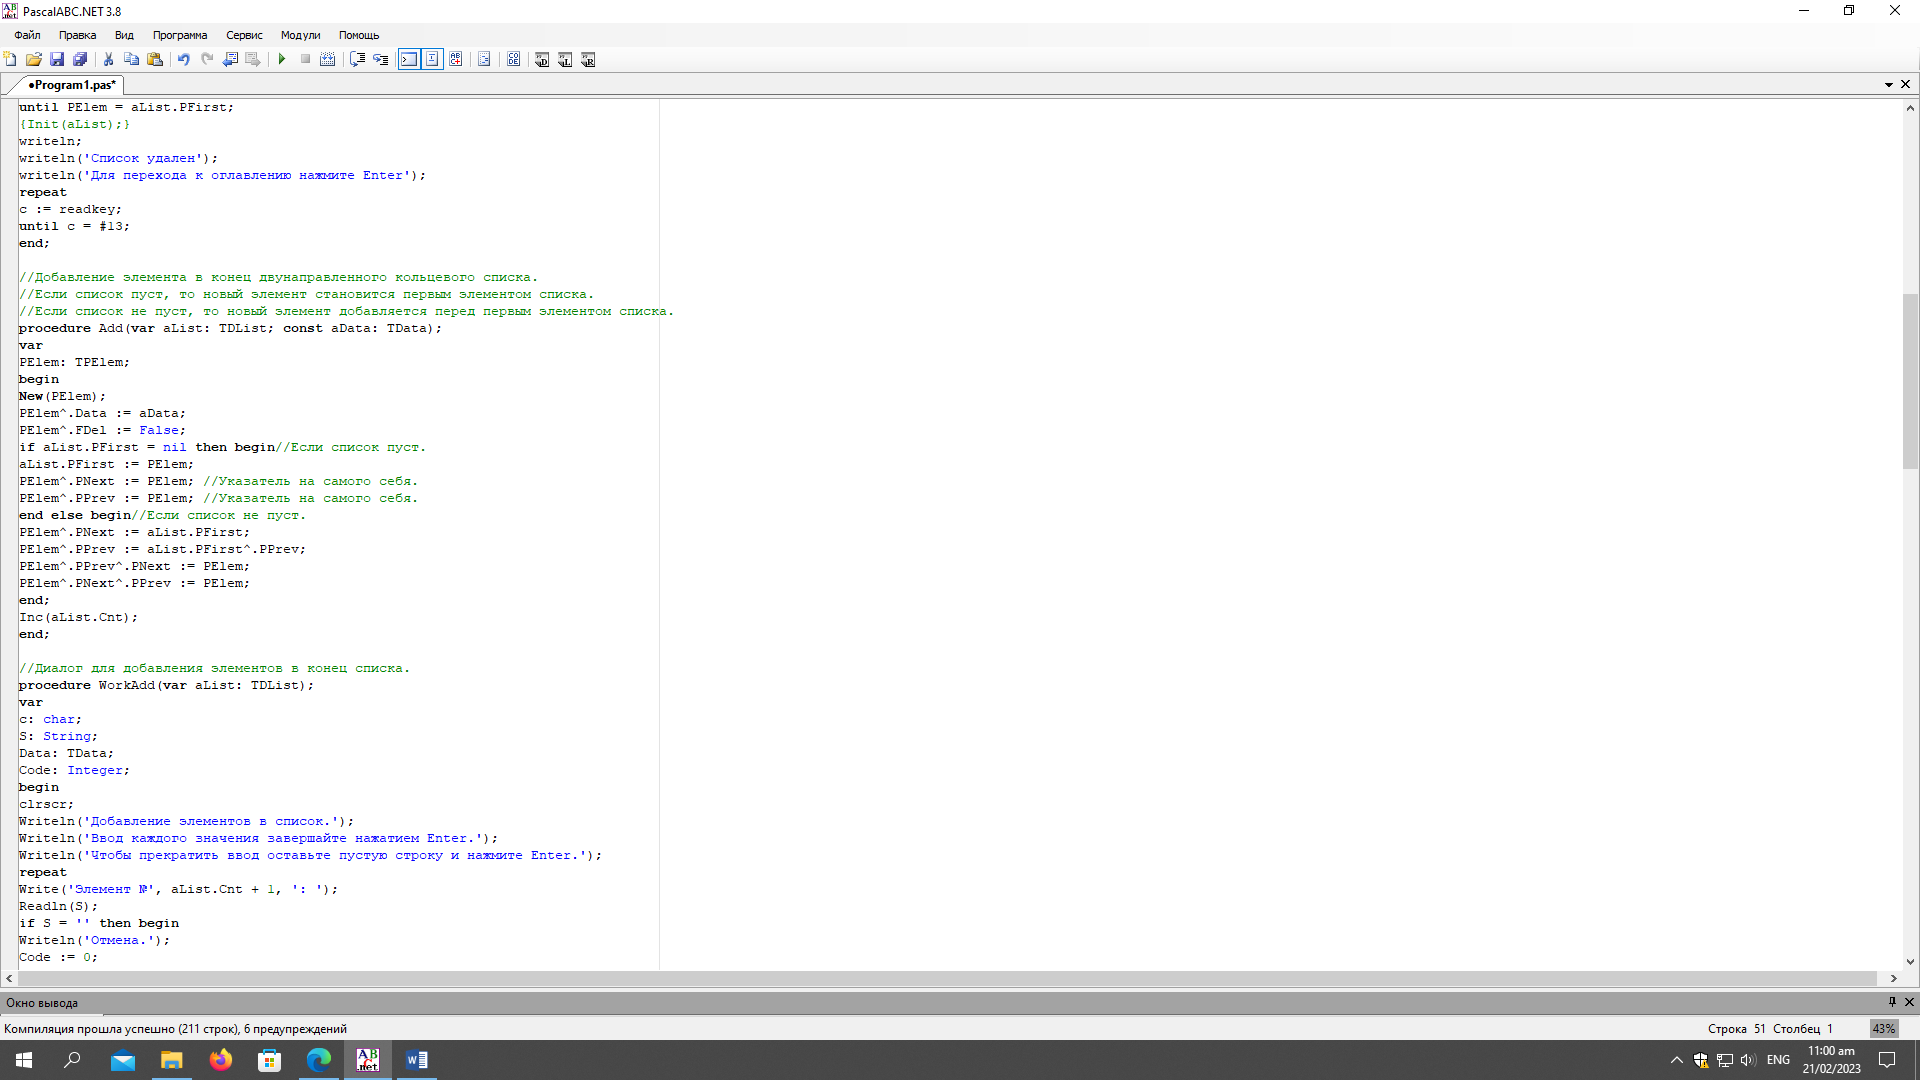 PascalABC.NET 3.8
Файл Правка Вид Программа Сервис Модули Помощь
•Program1.pas*
until PElem = aList.PFirst;
{Init(aList);}
writeln;
writeln('Список удален');
writeln('Для перехода к оглавлению нажмите Enter');
repeat
c := readkey;
until c = #13;
end;
//Добавление элемента в конец двунаправленного кольцевого списка.
//Если список пуст, то новый элемент становится первым элементом списка.
//Если список не пуст, то новый элемент добавляется перед первым элементом списка.
procedure Add(var aList: TDList; const aData: TData);
var
PElem: TPElem;
begin
New(PElem);
PElem^.Data := aData;
PElem^.FDel := False;
if aList.PFirst = nil then begin//Если список пуст.
aList.PFirst := PElem;
PElem^.PNext := PElem; //Указатель на самого себя.
PElem^.PPrev := PElem; //Указатель на самого себя.
end else begin//Если список не пуст.
PElem^.PNext := aList.PFirst;
PElem^.PPrev := aList.PFirst^.PPrev;
PElem^.PPrev^.PNext := PElem;
PElem^.PNext^.PPrev := PElem;
end;
Inc(aList.Cnt);
end;
//Диалог для добавления элементов в конец списка.
procedure WorkAdd(var aList: TDList);
var
c: char;
S: String;
Data: TData;
Code: Integer;
begin
clrscr;
Writeln('Добавление элементов в список.');
Writeln('Ввод каждого значения завершайте нажатием Enter.');
Writeln('Чтобы прекратить ввод оставьте пустую строку и нажмите Enter.');
repeat
Write('Элемент №', aList.Cnt + 1, ': ');
Readln(S);
if S = '' then begin
Writeln('Отмена.');
Code := 0;
Окно вывода
Компиляция прошла успешно (211 строк), 6 предупреждений
Строка 51 Столбец 1
43%
ENG
11:00 am
21/02/2023